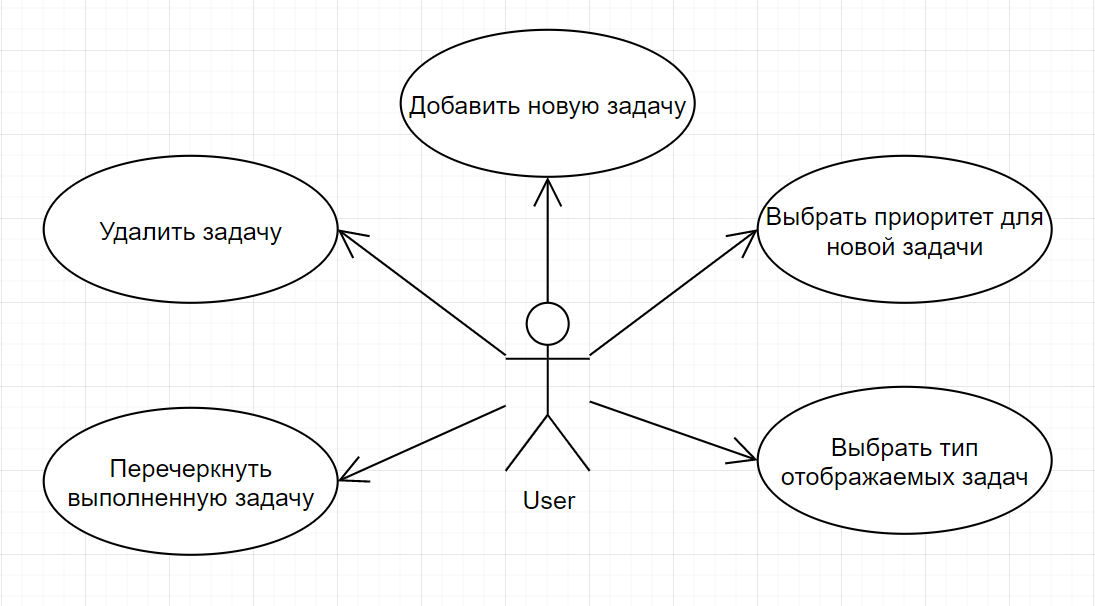 Добавить новую задачу
Удалить задачу
Выбрать приоритет для
новой задачи
Перечеркнуть
выполненную задачу
Выбрать тип
отображаемых задач
User